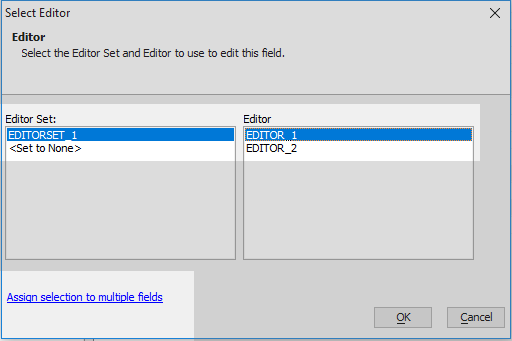 Select Editor
Editor
Select the Editor Set and Editor to use to edit this field.
Editor Set:
Editor
EDITORSET_1
EDITOR_1
<Set to None>
EDITOR_2
Assign selection to multiple fields
OK
Cancel